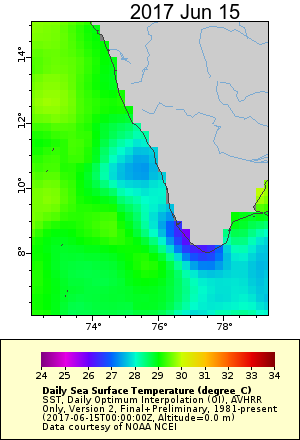 2017 Jun 15
14°
12°
10°
8°
74°
76°
78°
24 25 26 27 28 29 30 31 32 33 34
Daily Sea Surface Temperature (degree_C)
SST, Daily Optimum Interpolation (OI), AVHRR
Only, Version 2, Final+Preliminary, 1981-present
(2017-06-15T00:00:00Z, Altitude=0.0 m)
Data courtesy of NOAA NCEI